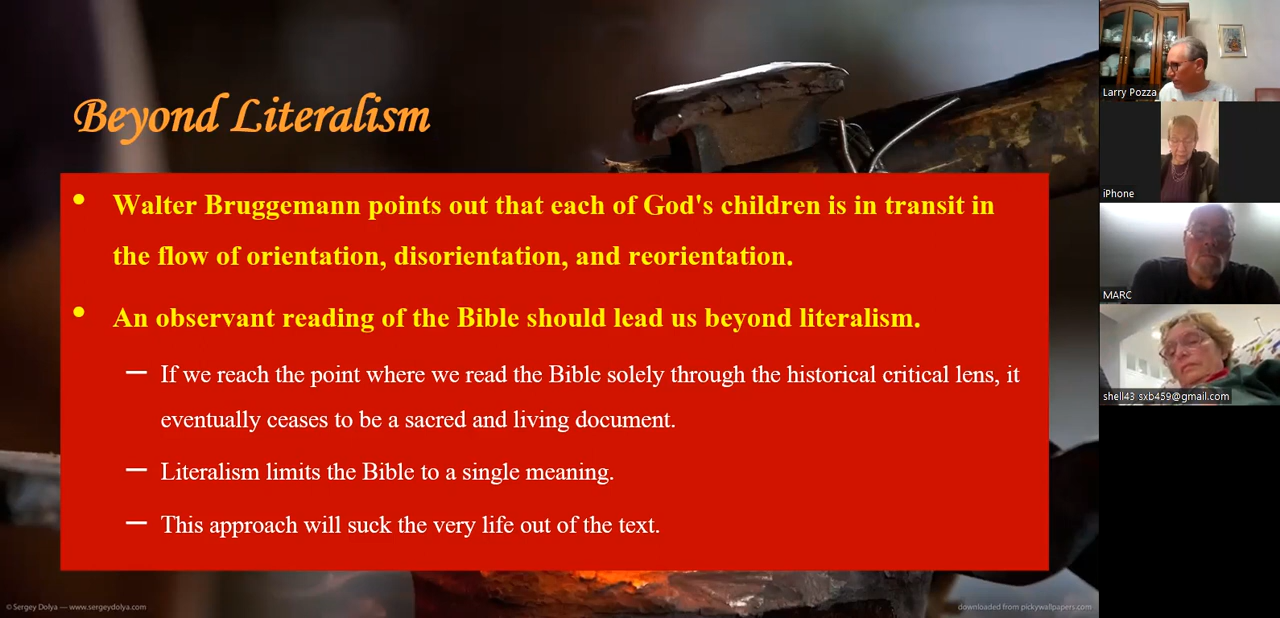 Beyond Literalism
• Walter Bruggemann points out that each of God's children is in transit in
the flow of orientation, disorientation, and reorientation.
• An observant reading of the Bible should lead us beyond literalism.
– If we reach the point where we read the Bible solely through the historical critical lens, it
eventually ceases to be a sacred and living document.
– Literalism limits the Bible to a single meaning.
– This approach will suck the very life out of the text.
© Sergey Dolya — www.sergeydolya.com
downloaded from pickywallpapers.com
Larry Pozza
iPhone
MARC
shell43 sxb459@gmail.com